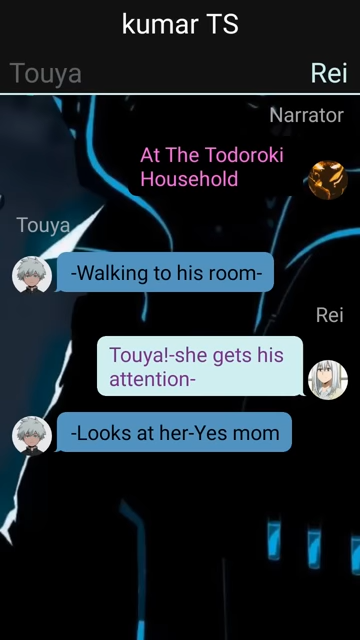 kumar TS
Touya Rei
Narrator
At The Todoroki
Household
Touya
-Walking to his room-
Rei
Touya!-she gets his
attention-
-Looks at her-Yes mom